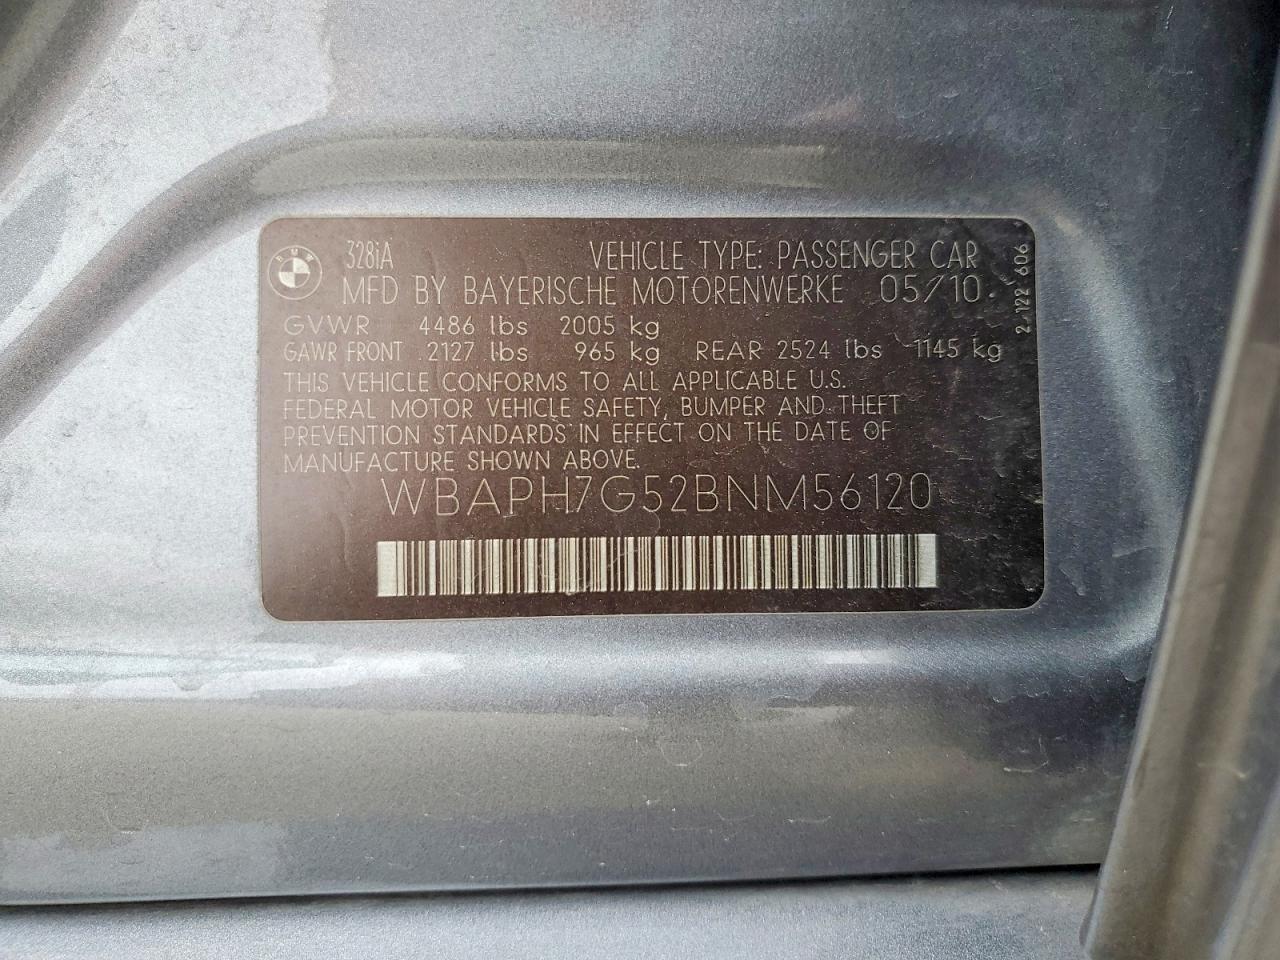 BMW
328iA VEHICLE TYPE: PASSENGER CAR
MFD BY BAYERISCHE MOTORENWERKE 05/10
GVWR 4486 lbs 2005 kg
GAWR FRONT 2127 lbs 965 kg REAR 2524 lbs 1145 kg
THIS VEHICLE CONFORMS TO ALL APPLICABLE U.S.
FEDERAL MOTOR VEHICLE SAFETY, BUMPER AND THEFT
PREVENTION STANDARDS IN EFFECT ON THE DATE OF
MANUFACTURE SHOWN ABOVE.
WBAPH7G52BNM56120
2.122 606